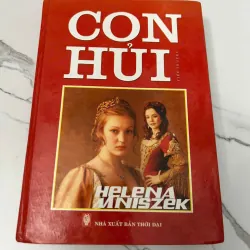 CON
HỦI
HELENA
MNISZEK
NHÀ XUẤT BẢN THỜI ĐẠI